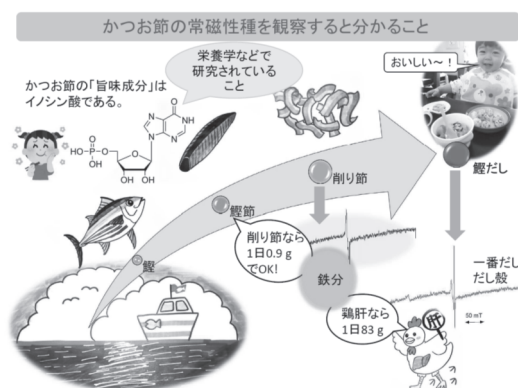 かつお節の常磁性種を観察すると分かること
栄養学などで
研究されている
こと
おいしい～！
かつお節の「旨味成分」は
イノシン酸である。
O
N
NH
N
N
O
HO
P
O
O
OH
OH
OH
鰹だし
削り節
鰹節
鰹
削り節なら
1日0.9 g
でOK!
鉄分
一番だし
だし殻
鶏肝なら
1日83 g
肝
50 mT